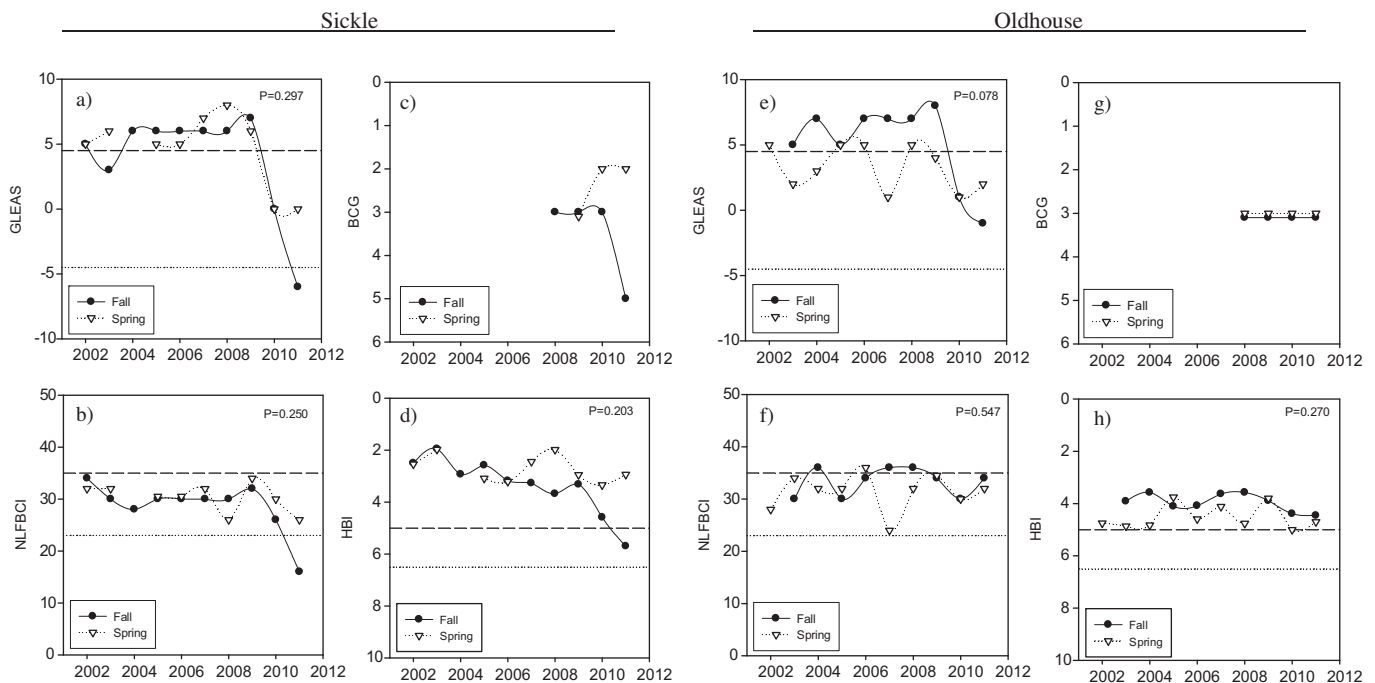 Sickle
Oldhouse
a)
P=0.297
GLEAS
10
5
0
-5
-10
Fall
Spring
2002 2004 2006 2008 2010 2012
c)
BCG
0
1
2
3
4
5
6
Fall
Spring
2002 2004 2006 2008 2010 2012
e)
P=0.078
GLEAS
10
5
0
-5
-10
Fall
Spring
2002 2004 2006 2008 2010 2012
g)
BCG
0
1
2
3
4
5
6
Fall
Spring
2002 2004 2006 2008 2010 2012
b)
P=0.250
NLFBCI
50
40
30
20
10
0
Fall
Spring
2002 2004 2006 2008 2010 2012
d)
P=0.203
HBI
0
2
4
6
8
10
Fall
Spring
2002 2004 2006 2008 2010 2012
f)
P=0.547
NLFBCI
50
40
30
20
10
0
Fall
Spring
2002 2004 2006 2008 2010 2012
h)
P=0.270
HBI
0
2
4
6
8
10
Fall
Spring
2002 2004 2006 2008 2010 2012